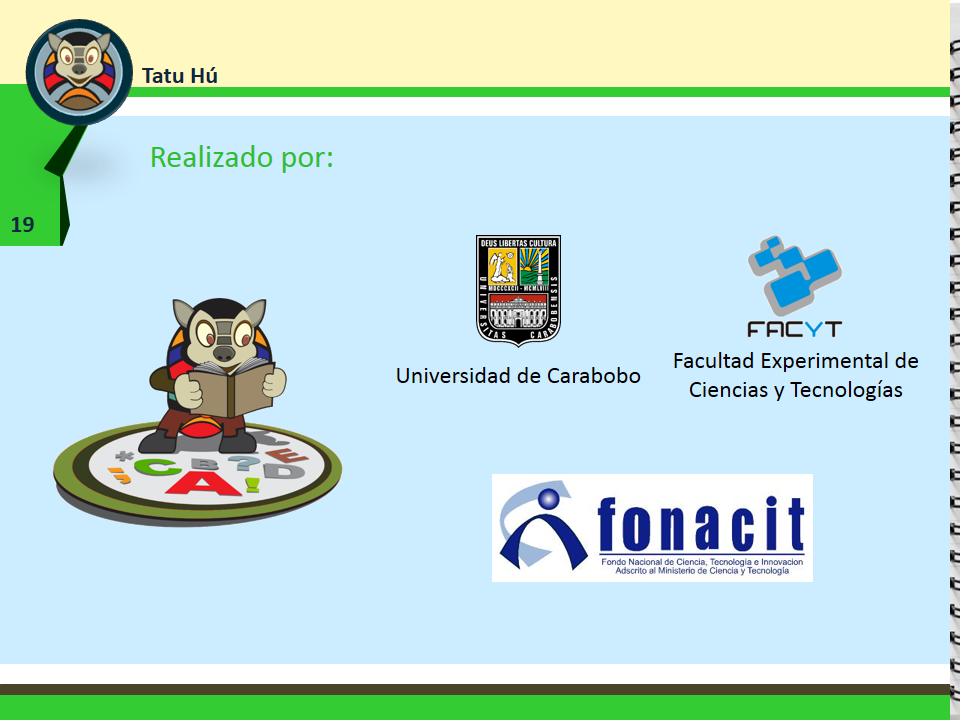 Tatu Hú
Realizado por:
19
DEUS LIBERTAS CULTURA
MDCCCXCII - MCMLVIII
UNIVERSITAS CARABOBENSIS
Universidad de Carabobo
FACYT
Facultad Experimental de
Ciencias y Tecnologías
* C B ? Z E
" A ! D
fonacit
Fondo Nacional de Ciencia, Tecnologia e Innovacion
Adscrito al Ministerio de Ciencia y Tecnología